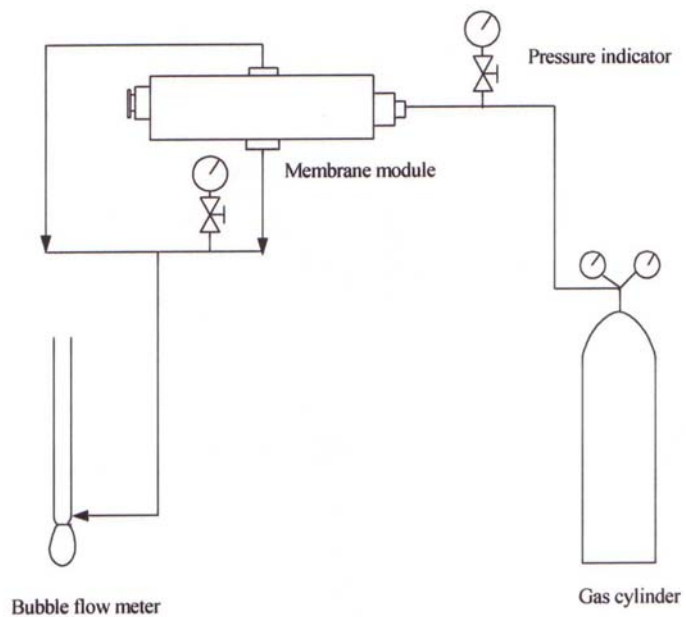 Pressure indicator
Membrane module
Gas cylinder
Bubble flow meter